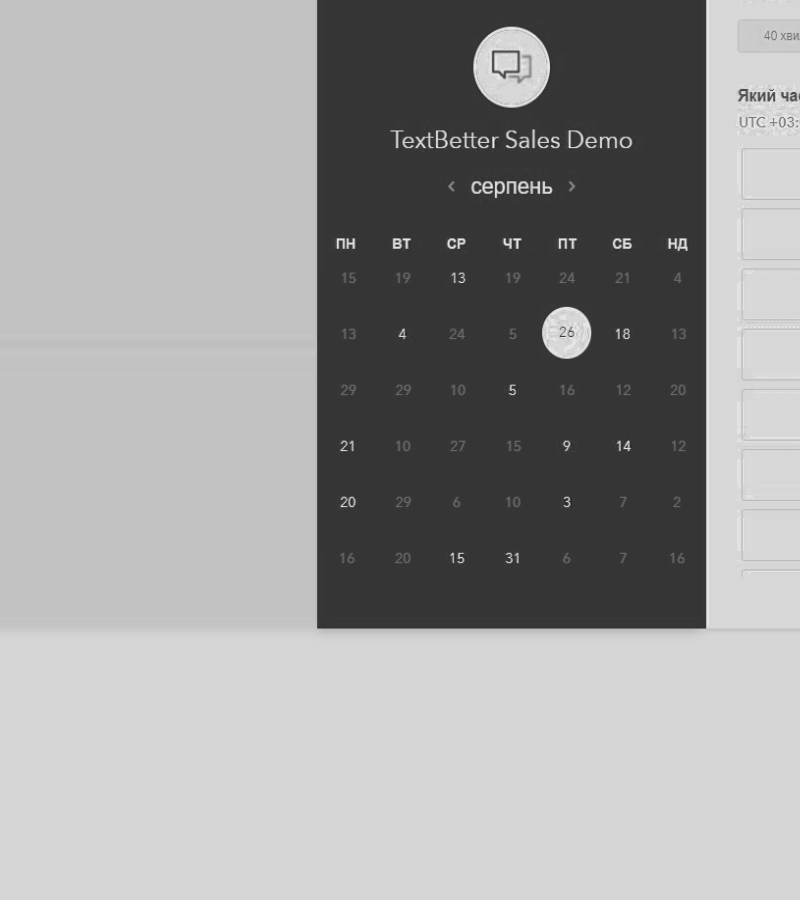 40 хви
Який ча
UTC +03:
TextBetter Sales Demo
‹ серпень ›
ПН ВТ СР ЧТ ПТ СБ НД
15 19 13 19 24 21 4
13 4 24 5 26 18 13
29 29 10 5 16 12 20
21 10 27 15 9 14 12
20 29 6 10 3 7 2
16 20 15 31 6 7 16